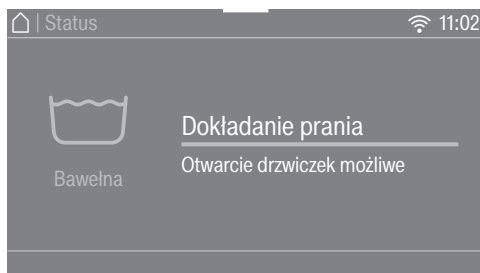 | Status 11:02
Dokładanie prania
Otwarcie drzwiczek możliwe
Bawełna